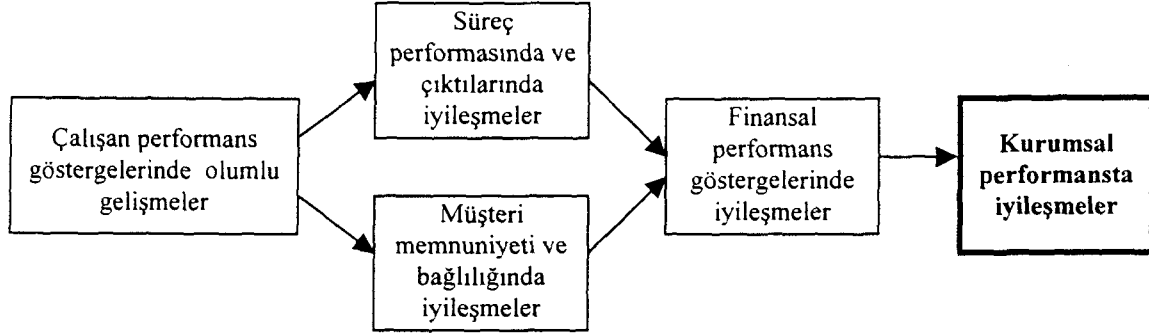 Çalışan performans
göstergelerinde olumlu
gelişmeler
Süreç
performasında ve
çıktılarında
iyileşmeler
Müşteri
memnuniyeti ve
bağlılığında
iyileşmeler
Finansal
performans
göstergelerinde
iyileşmeler
Kurumsal
performansta
iyileşmeler